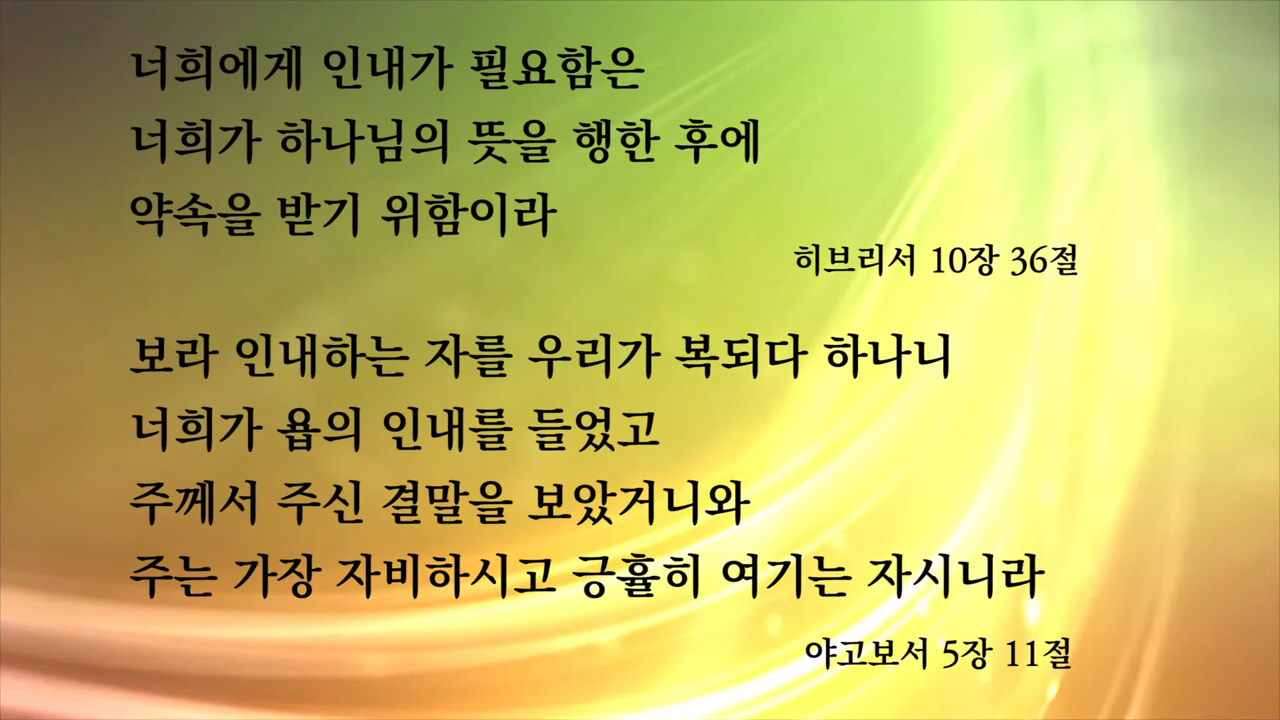 너희에게 인내가 필요함은
너희가 하나님의 뜻을 행한 후에
약속을 받기 위함이라
히브리서 10장 36절
보라 인내하는 자를 우리가 복되다 하나니
너희가 욥의 인내를 들었고
주께서 주신 결말을 보았거니와
주는 가장 자비하시고 긍휼히 여기는 자시니라
야고보서 5장 11절